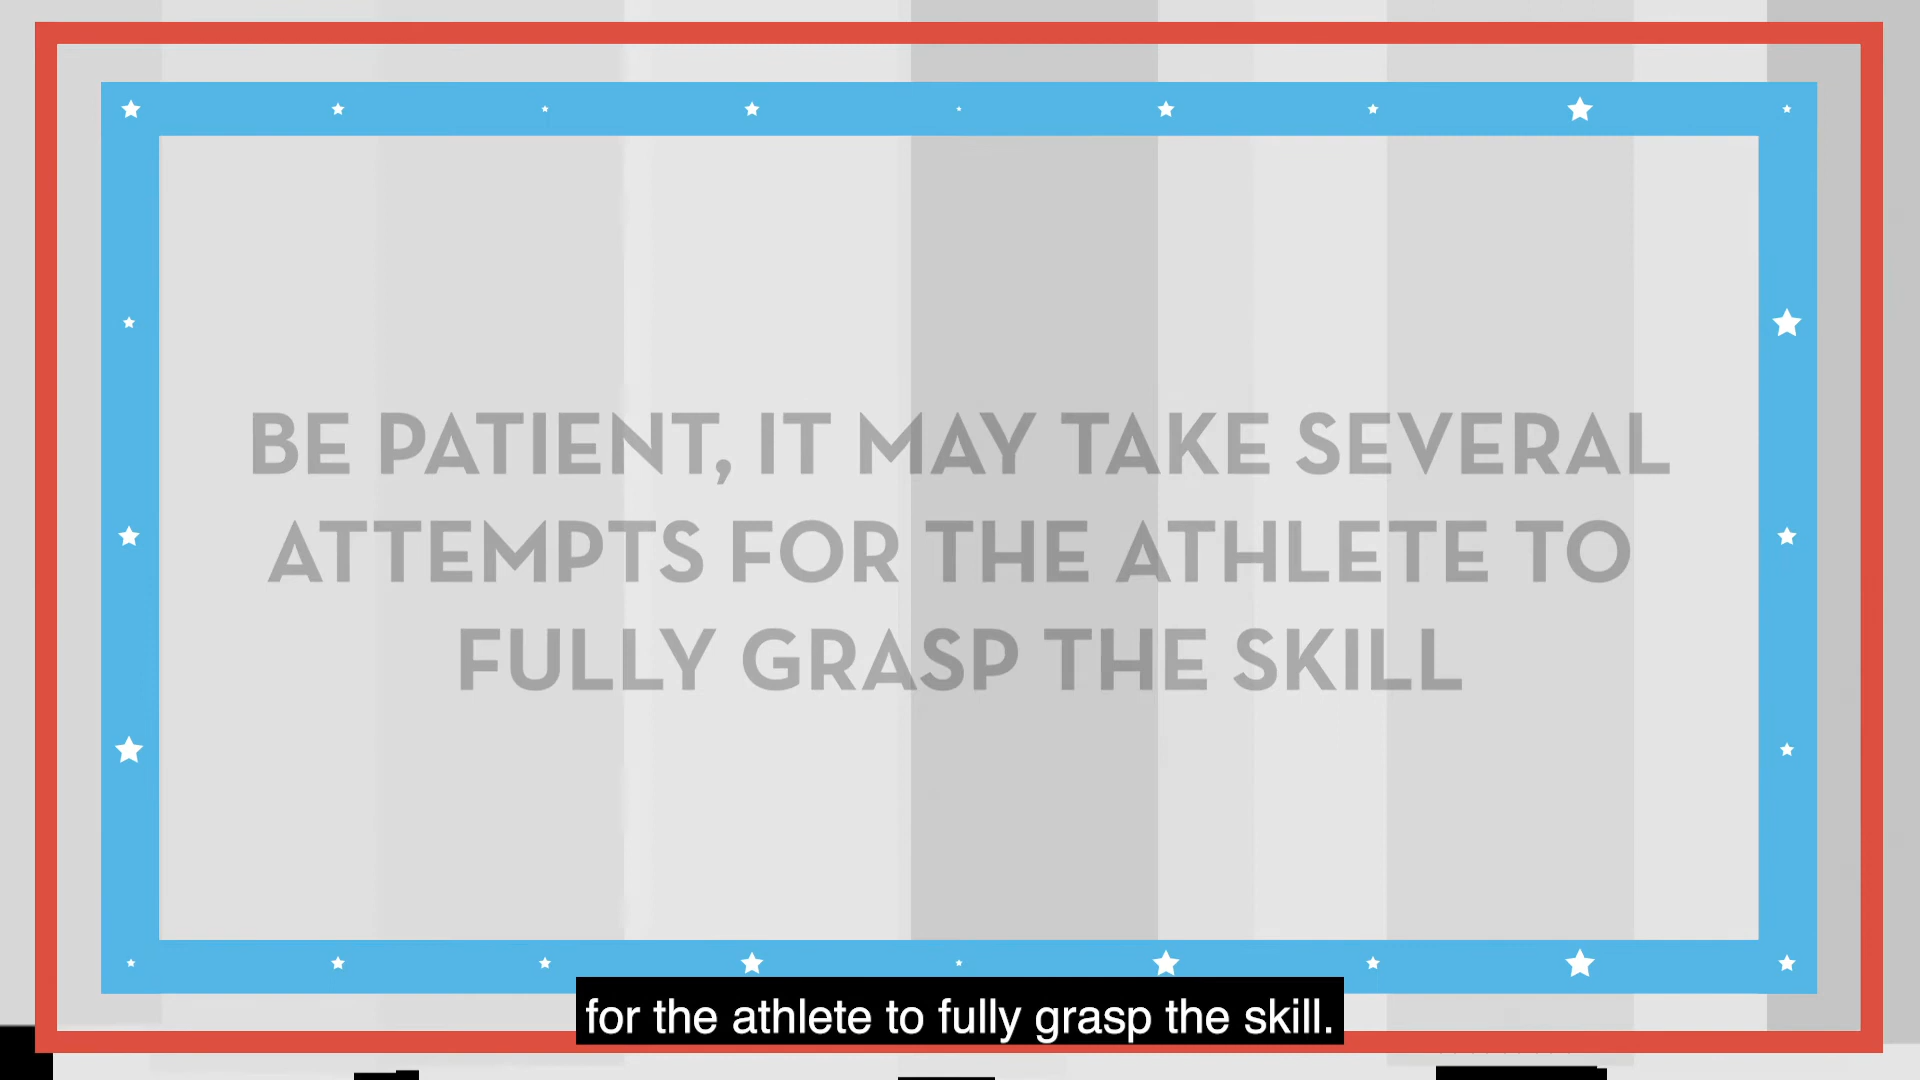 BE PATIENT, IT MAY TAKE SEVERAL
ATTEMPTS FOR THE ATHLETE TO
FULLY GRASP THE SKILL
for the athlete to fully grasp the skill.